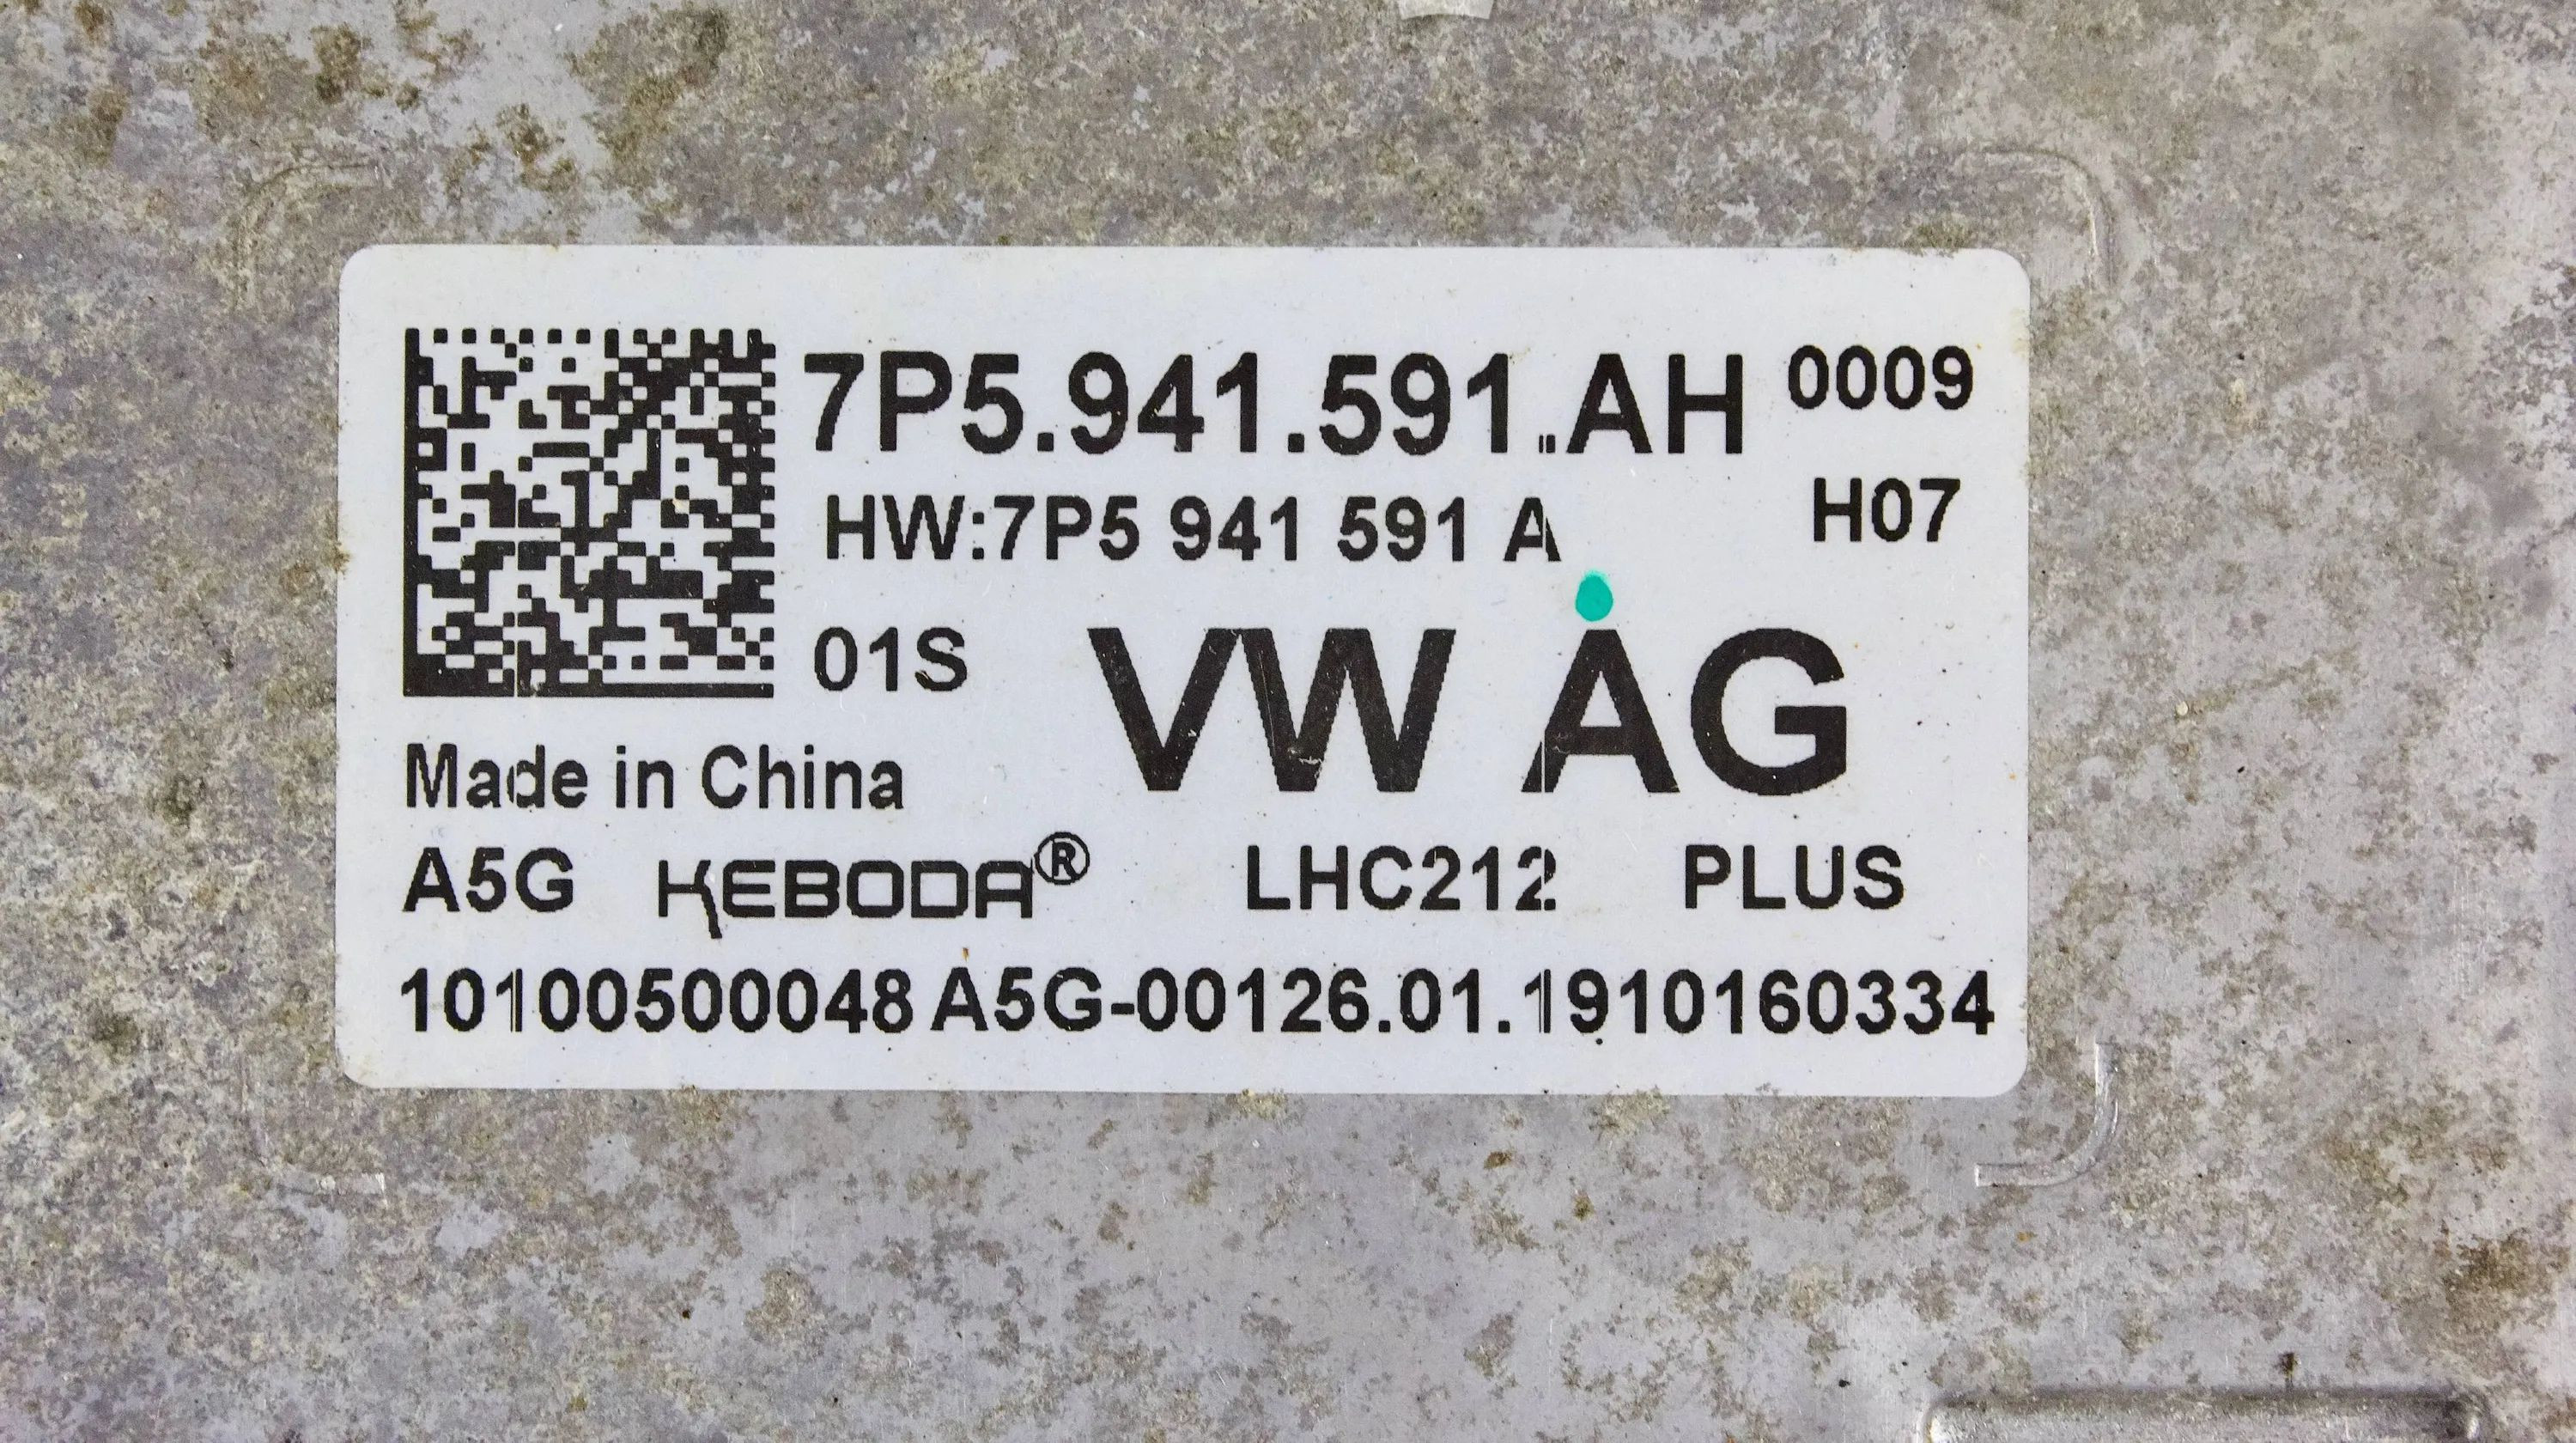 7P5.941.591.AH 0009
HW:7P5 941 591 A H07
01S VW AG
Made in China
A5G KEBODA® LHC212 PLUS
10100500048 A5G-00126.01.1910160334